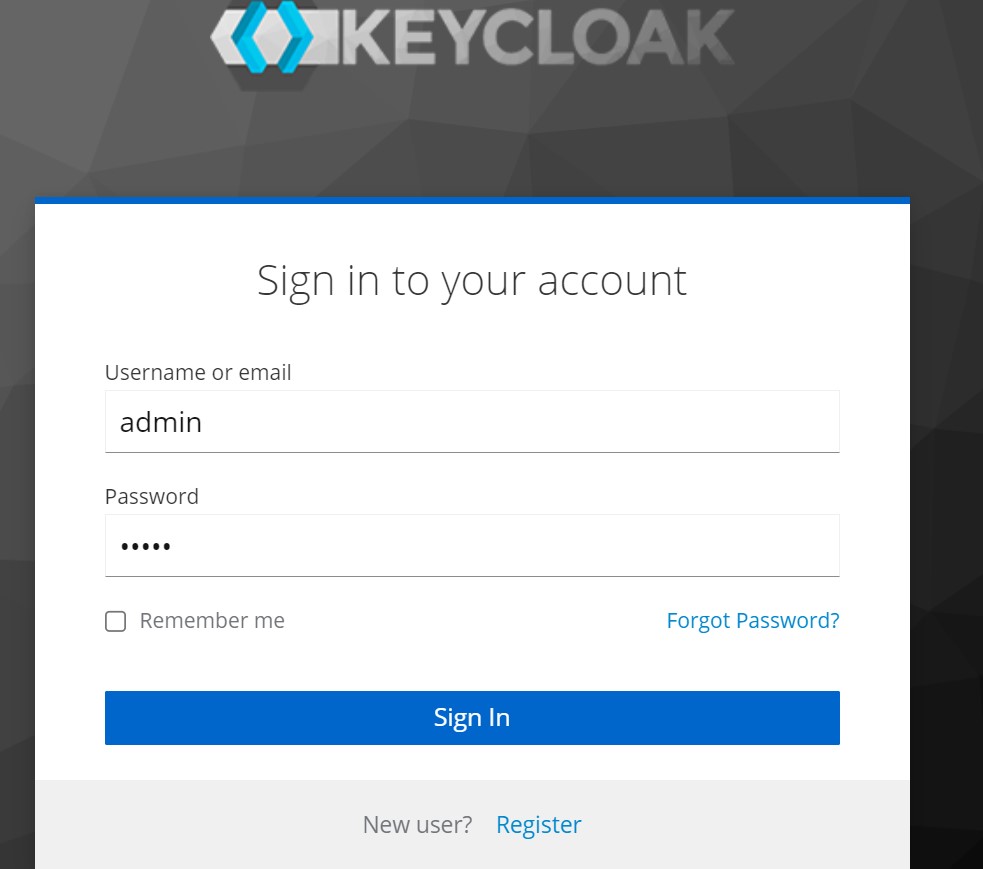 KEYCLOAK
Sign in to your account
Username or email
admin
Password
•••••
Remember me
Forgot Password?
Sign In
New user? Register